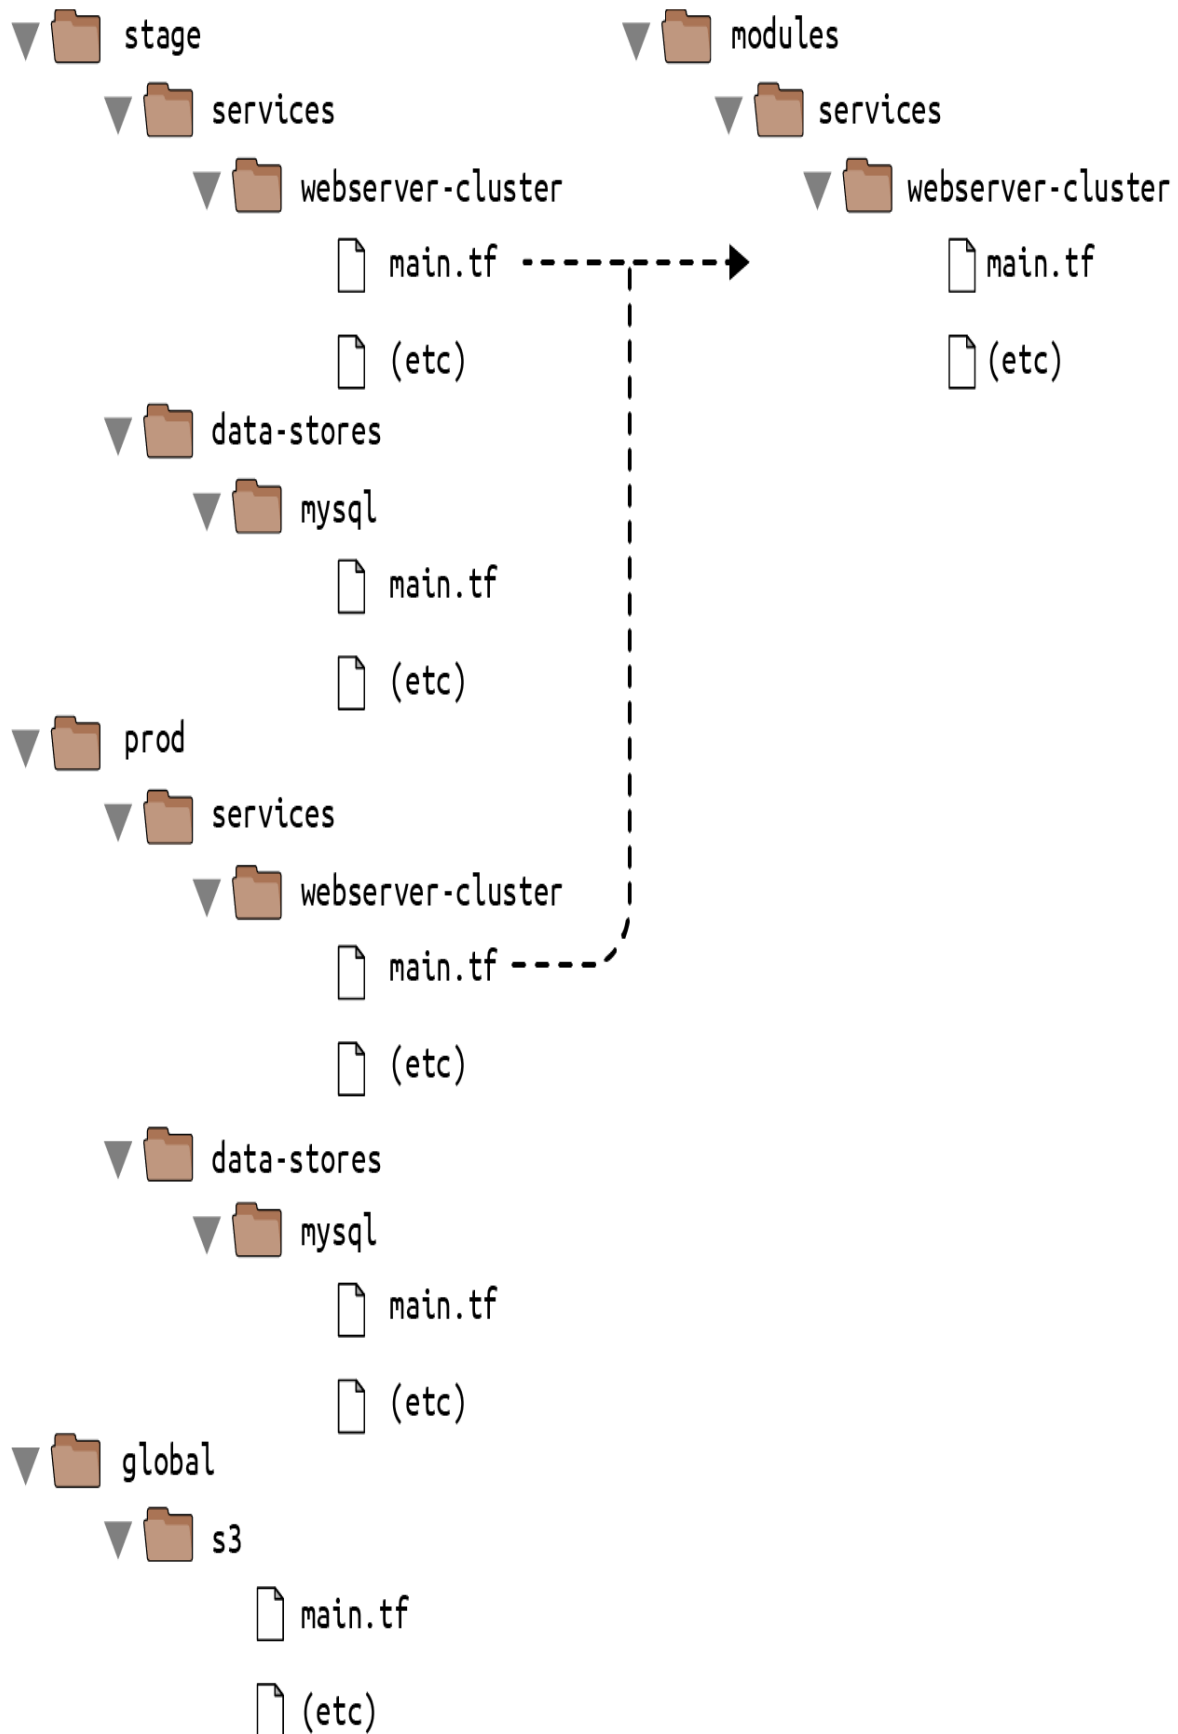 stage
services
webserver-cluster
main.tf
(etc)
data-stores
mysql
main.tf
(etc)
prod
services
webserver-cluster
main.tf
(etc)
data-stores
mysql
main.tf
(etc)
global
s3
main.tf
(etc)
modules
services
webserver-cluster
main.tf
(etc)